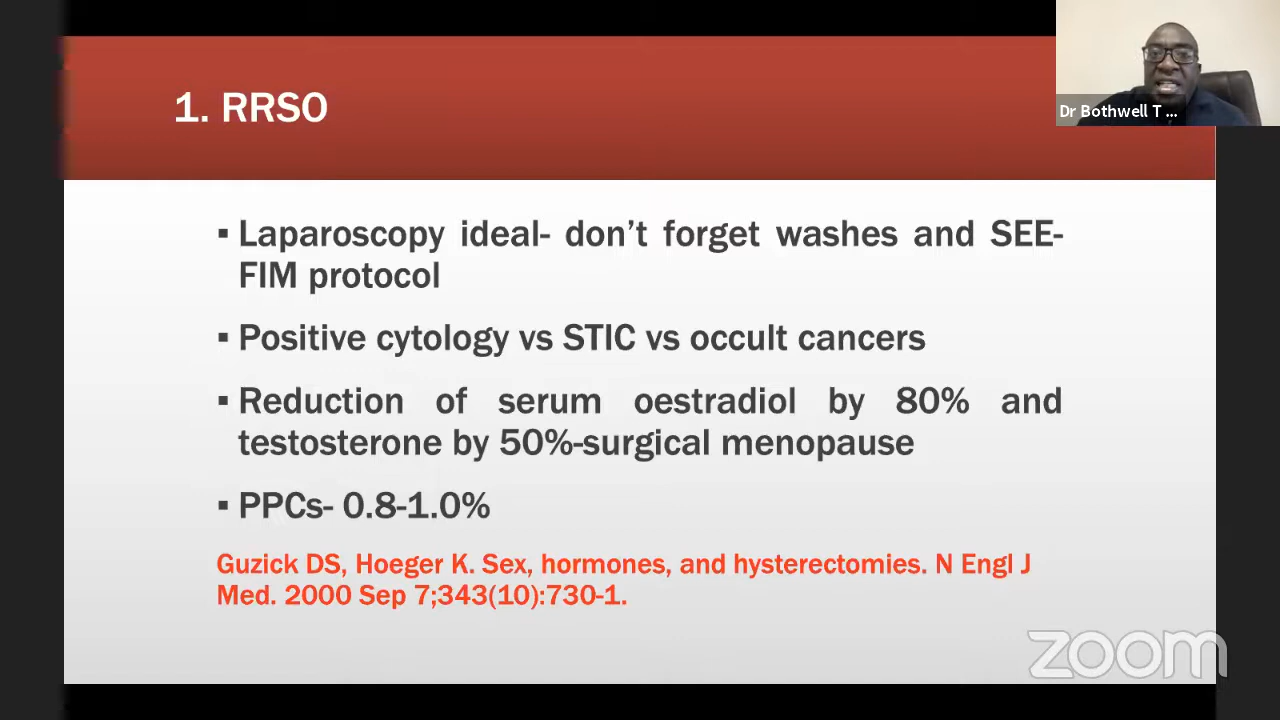 1. RRSO
Dr Bothwell T ...
▪ Laparoscopy ideal- don’t forget washes and SEE-
FIM protocol
▪ Positive cytology vs STIC vs occult cancers
▪ Reduction of serum oestradiol by 80% and
testosterone by 50%-surgical menopause
▪ PPCs- 0.8-1.0%
Guzick DS, Hoeger K. Sex, hormones, and hysterectomies. N Engl J
Med. 2000 Sep 7;343(10):730-1.
zoom